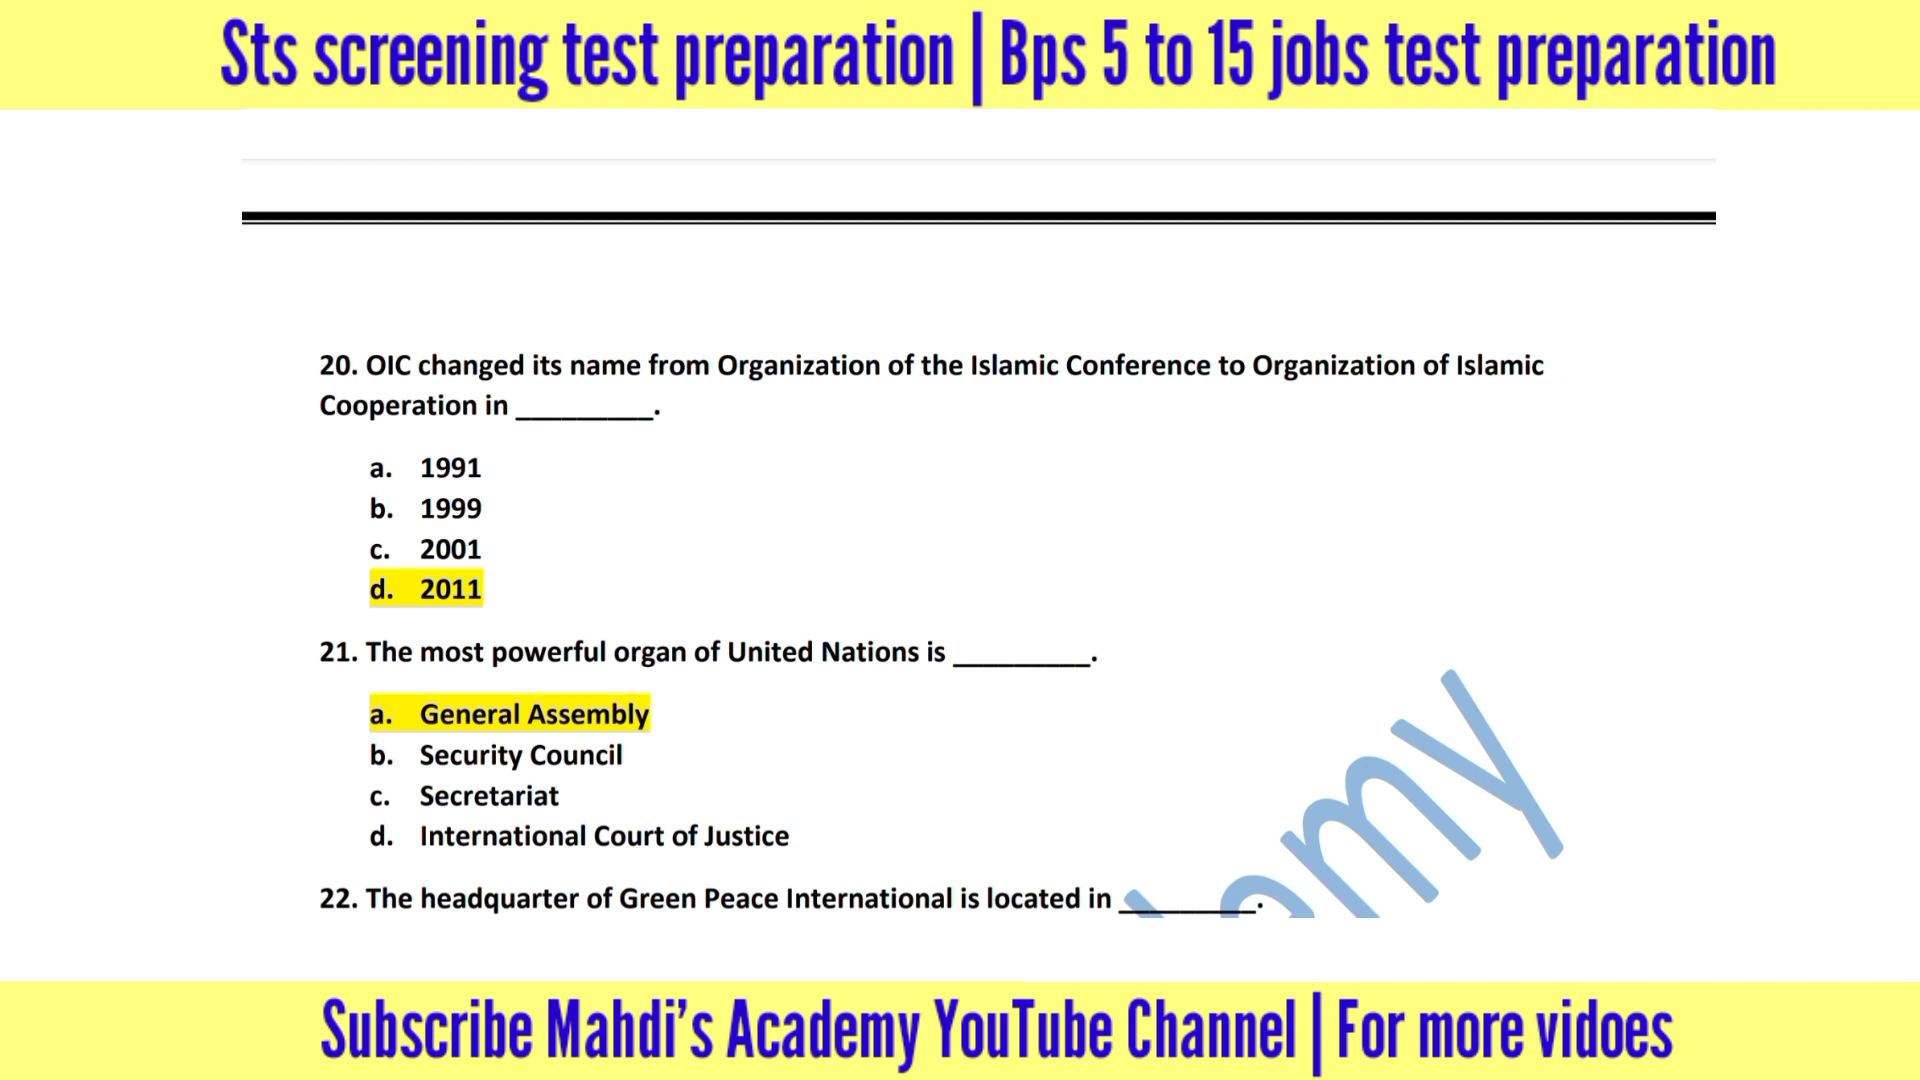 Sts screening test preparation | Bps 5 to 15 jobs test preparation
20. OIC changed its name from Organization of the Islamic Conference to Organization of Islamic
Cooperation in _________.
a. 1991
b. 1999
c. 2001
d. 2011
21. The most powerful organ of United Nations is _________.
a. General Assembly
b. Security Council
c. Secretariat
d. International Court of Justice
22. The headquarter of Green Peace International is located in _________.
Subscribe Mahdi's Academy YouTube Channel | For more vidoes